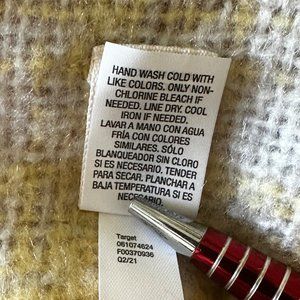 HAND WASH COLD WITH
LIKE COLORS. ONLY NON-
CHLORINE BLEACH IF
NEEDED. LINE DRY. COOL
IRON IF NEEDED.
LAVAR A MANO CON AGUA
FRÍA CON COLORES
SIMILARES. SÓLO
BLANQUEADOR SIN CLORO
SI ES NECESARIO. TENDER
PARA SECAR. PLANCHAR A
BAJA TEMPERATURA SI ES
NECESARIO.
Target
061074624
F00370936
Q2/21